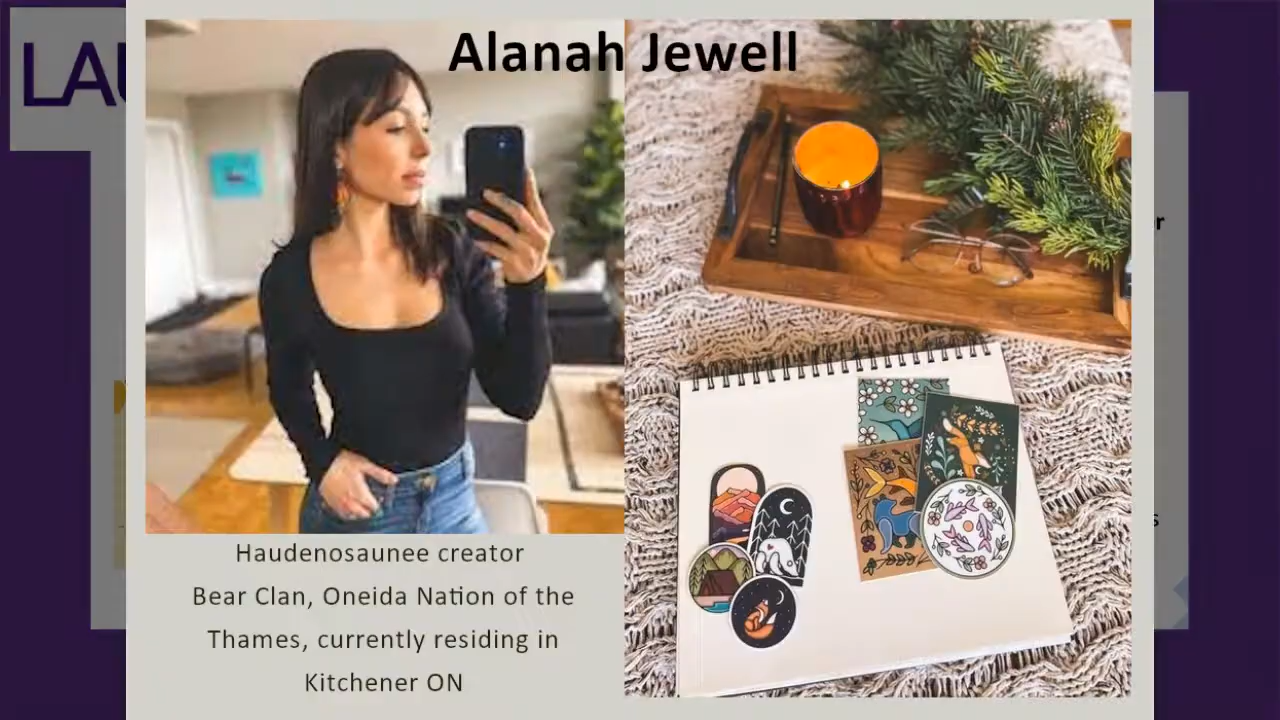 Alanah Jewell
LAU
Haudenosaunee creator
Bear Clan, Oneida Nation of the
Thames, currently residing in
Kitchener ON